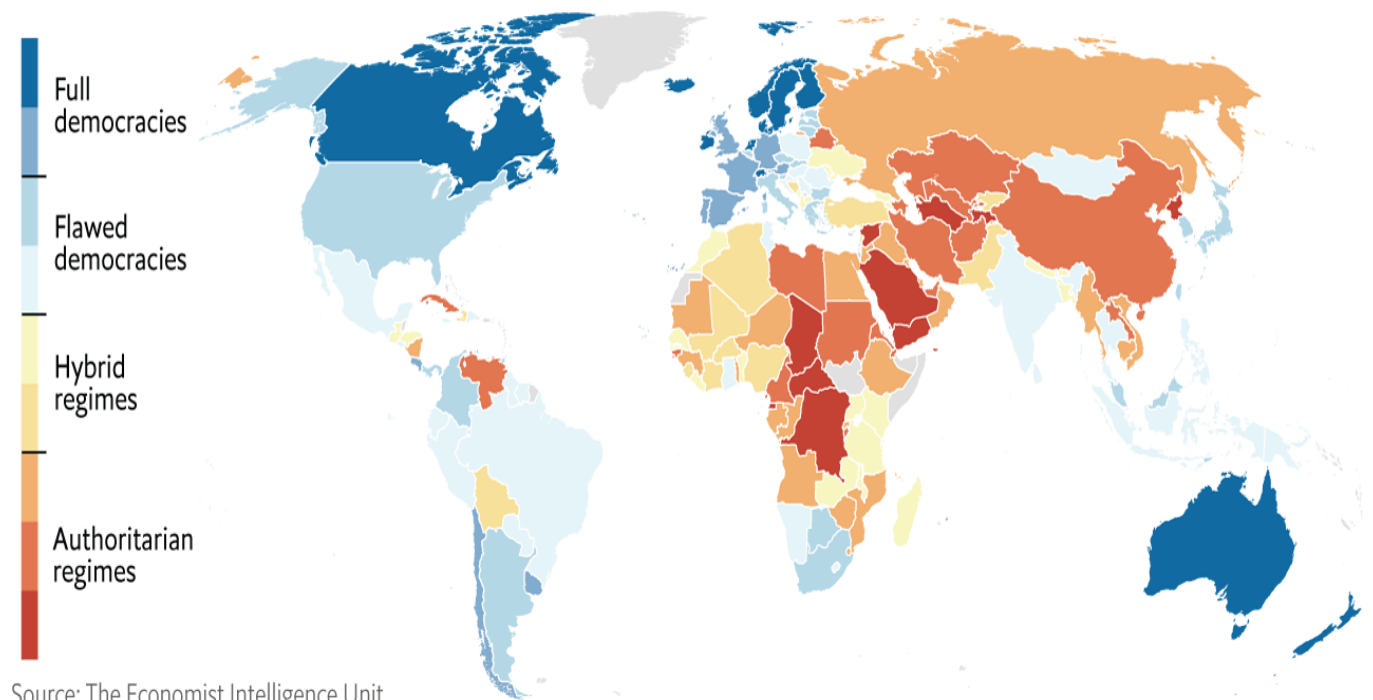 Full
democracies
Flawed
democracies
Hybrid
regimes
Authoritarian
regimes
Source: The Economist Intelligence Unit